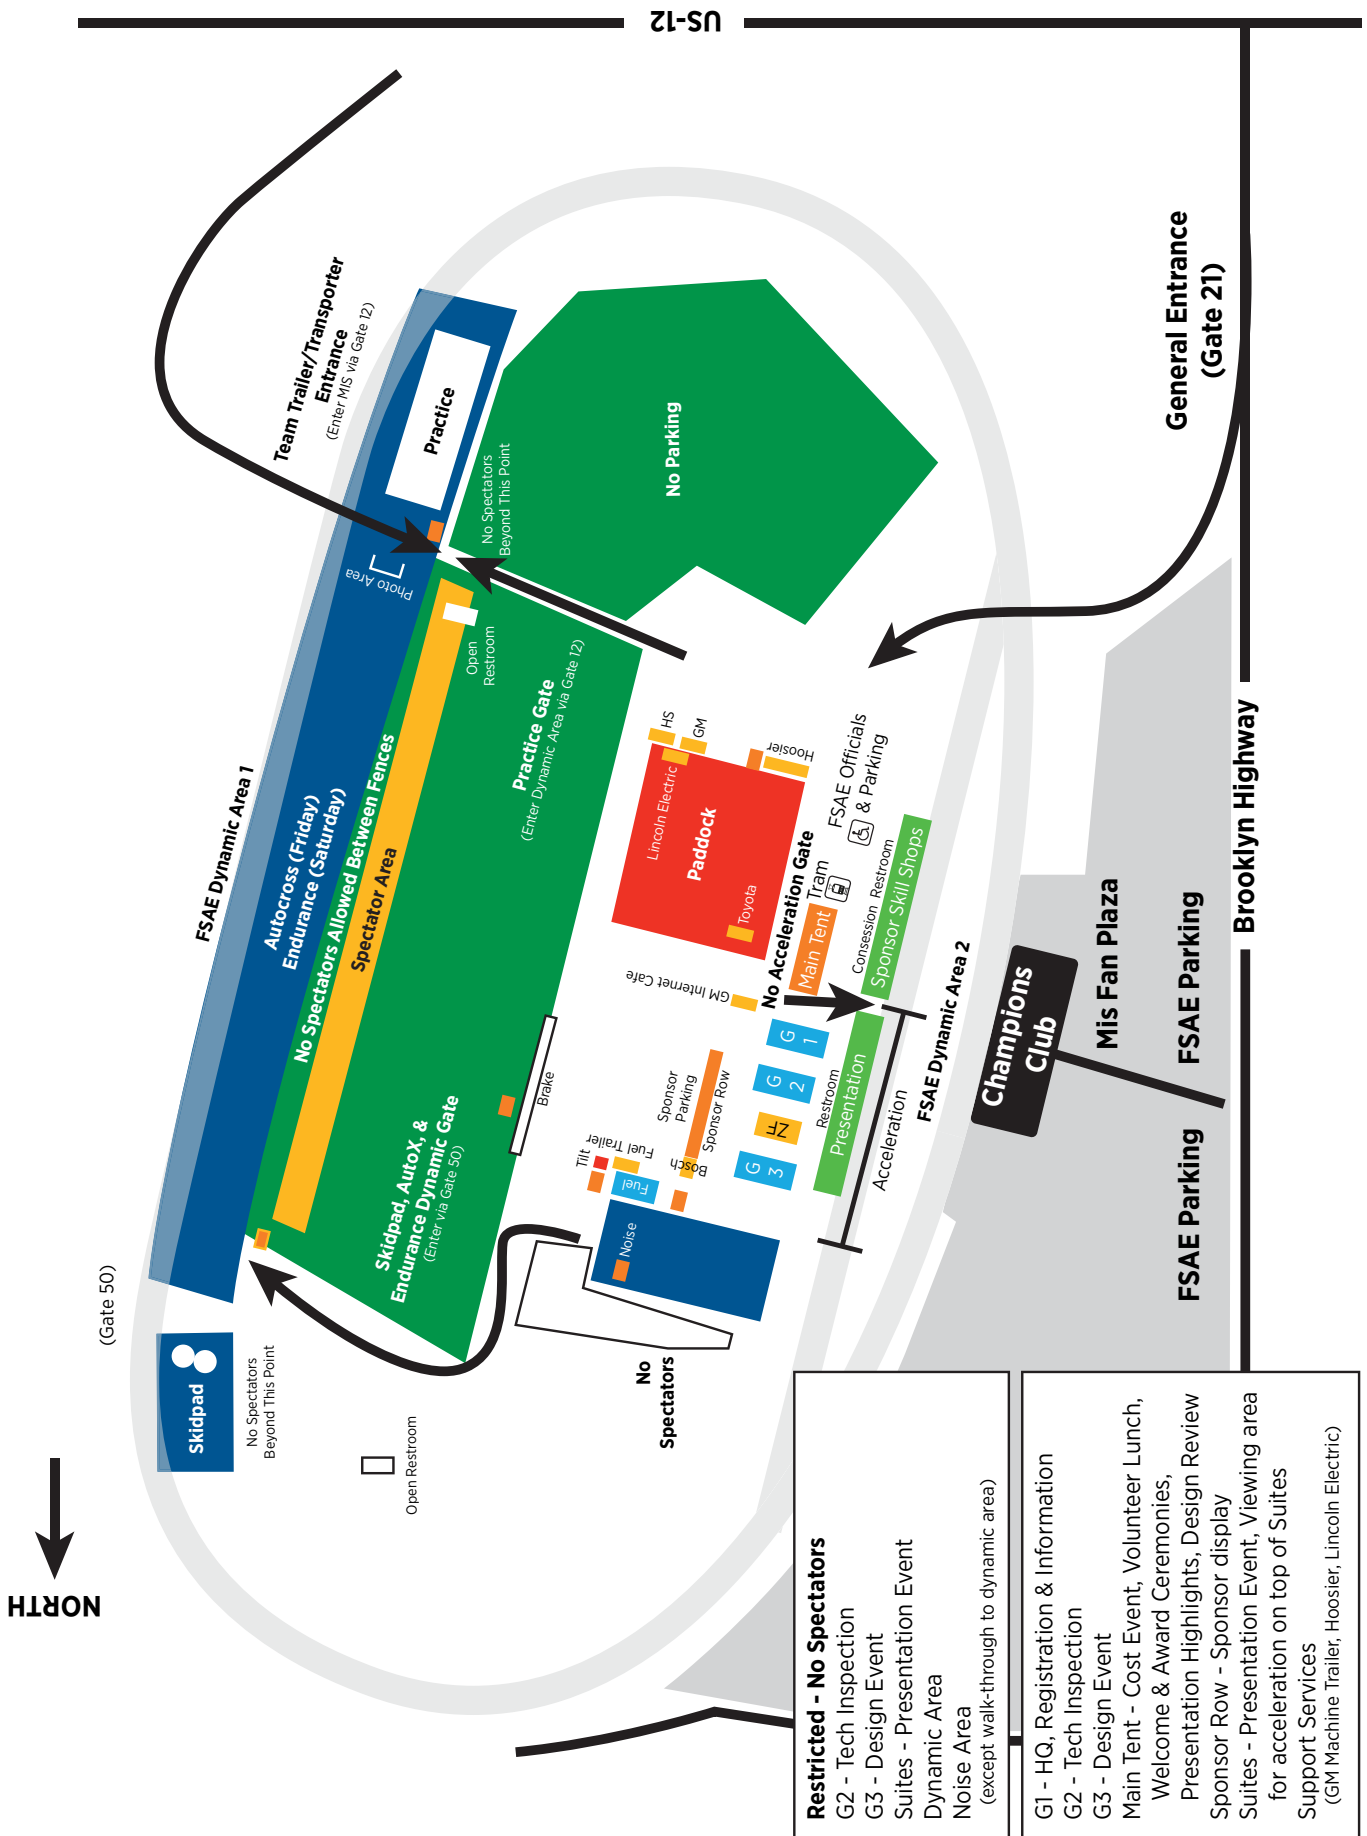 NORTH
US-12
(Gate 50)
Skidpad
No Spectators
Beyond This Point
Open Restroom
FSAE Dynamic Area 1
Autocross (Friday)
Endurance (Saturday)
No Spectators Allowed Between Fences
Spectator Area
Photo Area
Team Trailer/Transporter
Entrance
(Enter MIS via Gate 12)
Practice
No Spectators
Beyond This Point
Open
Restroom
Practice Gate
(Enter Dynamic Area via Gate 12)
Skidpad, AutoX, &
Endurance Dynamic Gate
(Enter via Gate 50)
Brake
No Parking
HS
GM
Lincoln Electric
Hoosier
Paddock
Toyota
GM Internet Cafe
No Acceleration Gate
Main Tent
Tram
FSAE Officials
& Parking
Consession Restroom
Sponsor Skill Shops
Tilt
Fuel Trailer
Fuel
Bosch
Sponsor
Parking
Sponsor Row
Noise
No
Spectators
G
1
G
2
ZF
G
3
Restroom
Presentation
Acceleration
FSAE Dynamic Area 2
Champions
Club
Mis Fan Plaza
FSAE Parking
FSAE Parking
General Entrance
(Gate 21)
Brooklyn Highway
Restricted - No Spectators
G2 - Tech Inspection
G3 - Design Event
Suites - Presentation Event
Dynamic Area
Noise Area
(except walk-through to dynamic area)
G1 - HQ, Registration & Information
G2 - Tech Inspection
G3 - Design Event
Main Tent - Cost Event, Volunteer Lunch,
Welcome & Award Ceremonies,
Presentation Highlights, Design Review
Sponsor Row - Sponsor display
Suites - Presentation Event, Viewing area
for acceleration on top of Suites
Support Services
(GM Machine Trailer, Hoosier, Lincoln Electric)